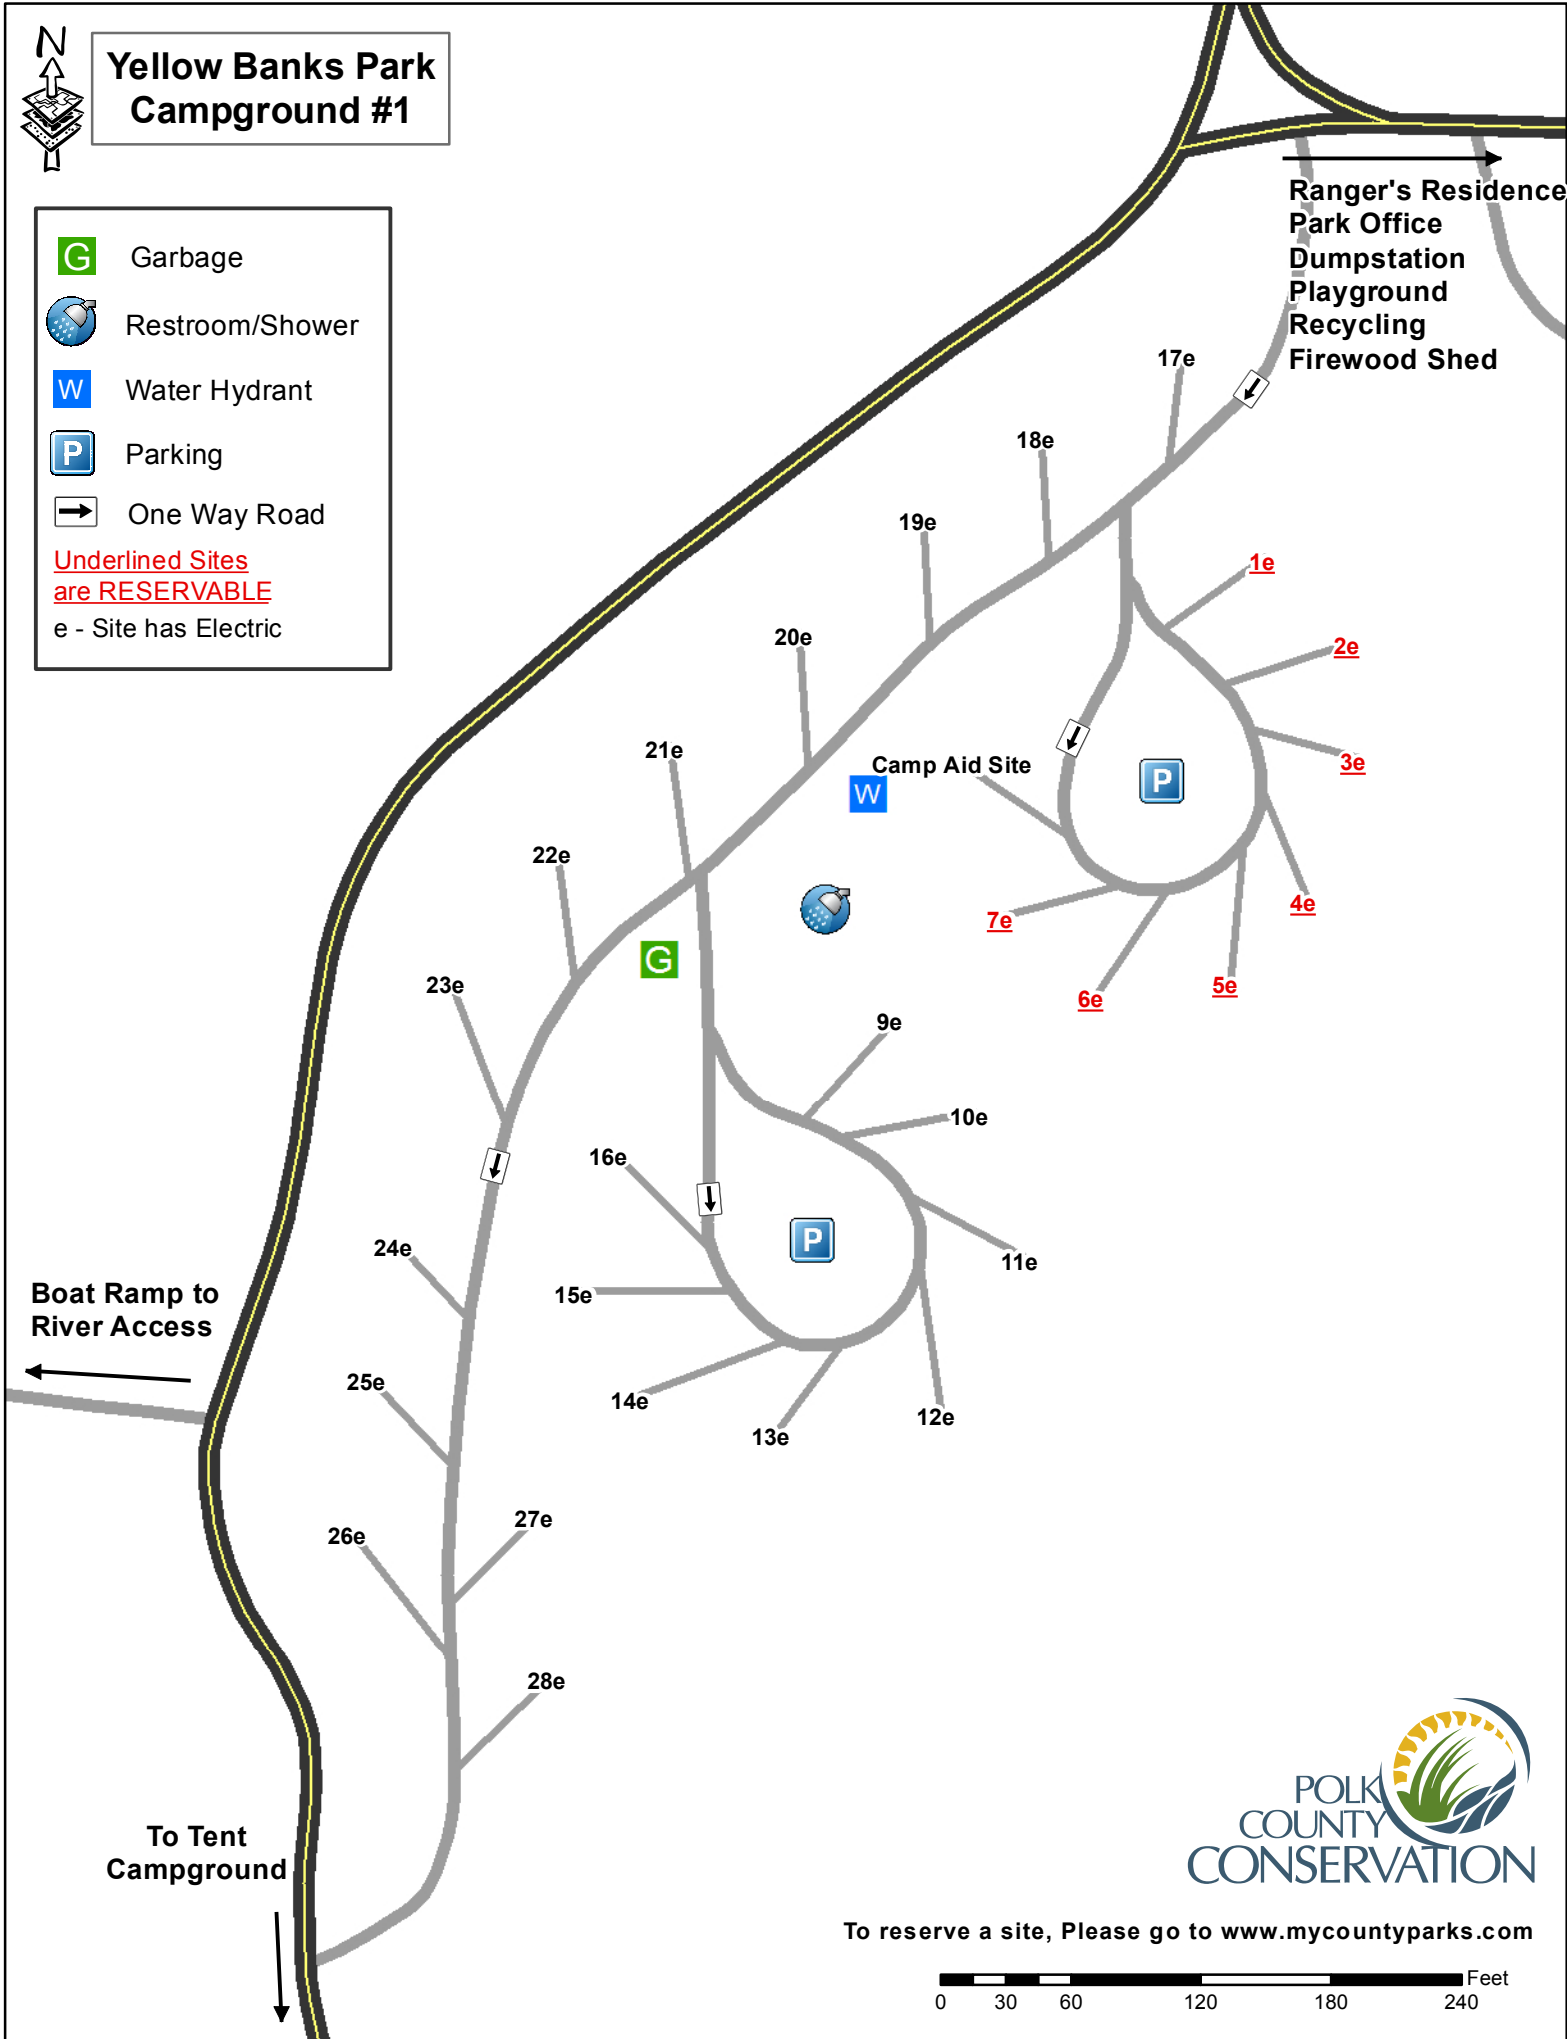 N
Yellow Banks Park
Campground #1
G Garbage
Restroom/Shower
W Water Hydrant
P Parking
One Way Road
Underlined Sites
are RESERVABLE
e - Site has Electric
Ranger's Residence
Park Office
Dumpstation
Playground
Recycling
Firewood Shed
17e
18e
19e
1e
20e
2e
21e
3e
Camp Aid Site
P
W
22e
4e
7e
G
23e
5e
6e
9e
10e
16e
P
11e
24e
15e
Boat Ramp to
River Access
25e
14e
12e
13e
27e
26e
28e
To Tent
Campground
POLK
COUNTY
CONSERVATION
To reserve a site, Please go to www.mycountyparks.com
Feet
0 30 60 120 180 240